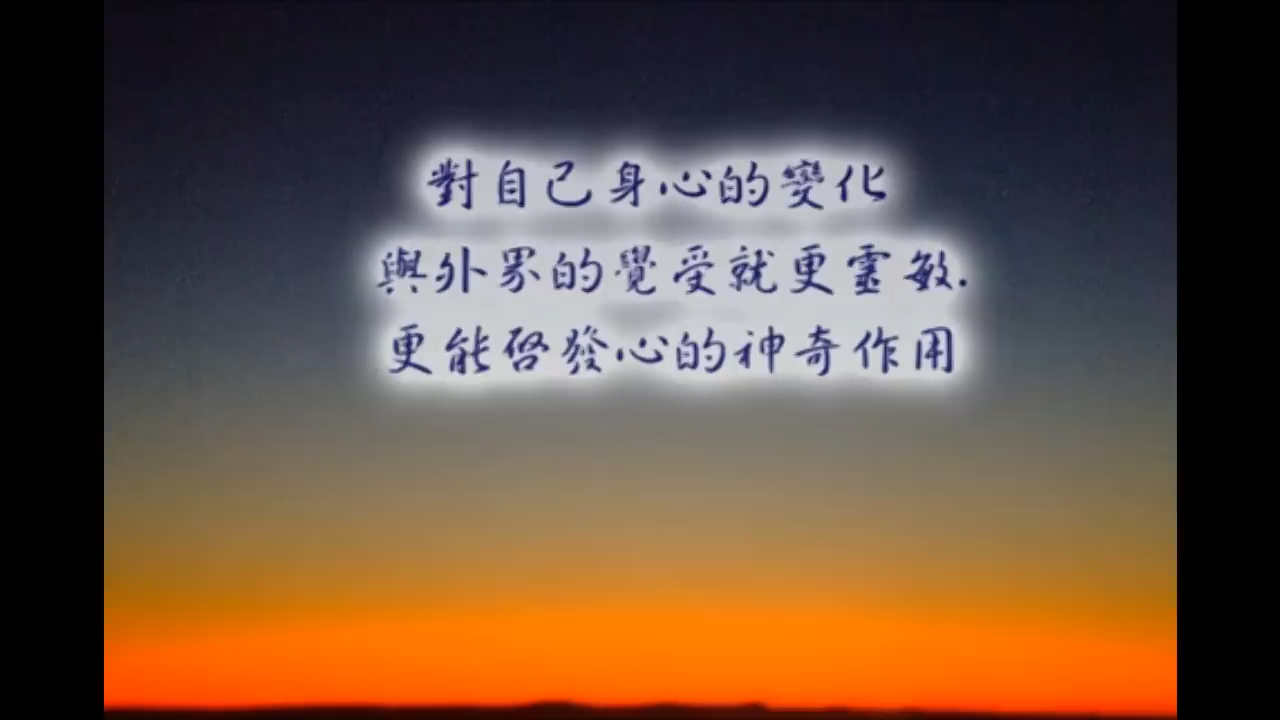 對自己身心的變化
與外界的覺受就更靈敏.
更能啓發心的神奇作用